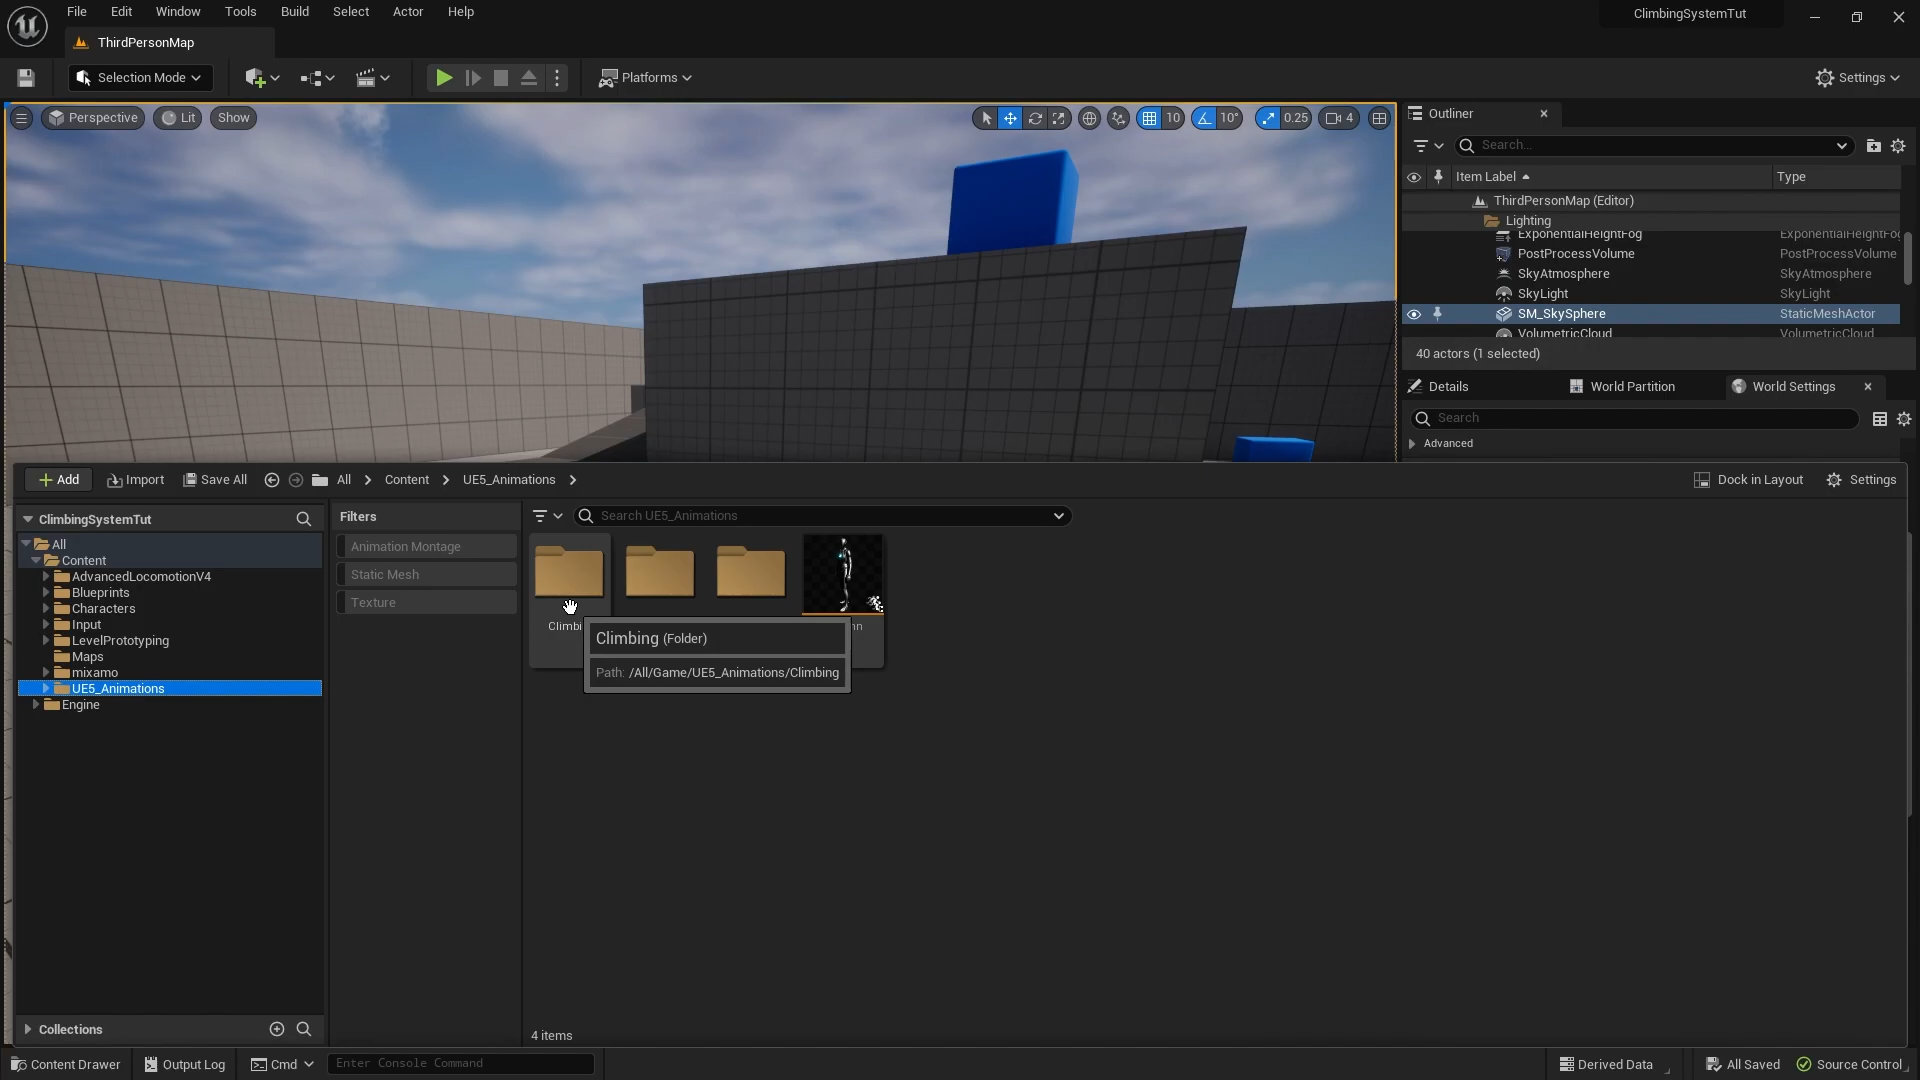 File Edit Window Tools Build Select Actor Help
ClimbingSystemTut
ThirdPersonMap
Selection Mode
Platforms
Settings
Perspective Lit Show
10 10° 0.25 4
Outliner
Search...
Item Label Type
ThirdPersonMap (Editor)
Lighting
ExponentialHeightFog ExponentialHeightFog
PostProcessVolume PostProcessVolume
SkyAtmosphere SkyAtmosphere
SkyLight SkyLight
SM_SkySphere StaticMeshActor
VolumetricCloud VolumetricCloud
40 actors (1 selected)
Details World Partition World Settings
Search
Advanced
Add Import Save All All Content UE5_Animations
Dock in Layout Settings
ClimbingSystemTut
All
Content
AdvancedLocomotionV4
Blueprints
Characters
Input
LevelPrototyping
Maps
mixamo
UE5_Animations
Engine
Collections
Filters
Animation Montage
Static Mesh
Texture
Search UE5_Animations
Climbi
Climbing (Folder)
Path: /All/Game/UE5_Animations/Climbing
4 items
Content Drawer Output Log Cmd Enter Console Command
Derived Data All Saved Source Control